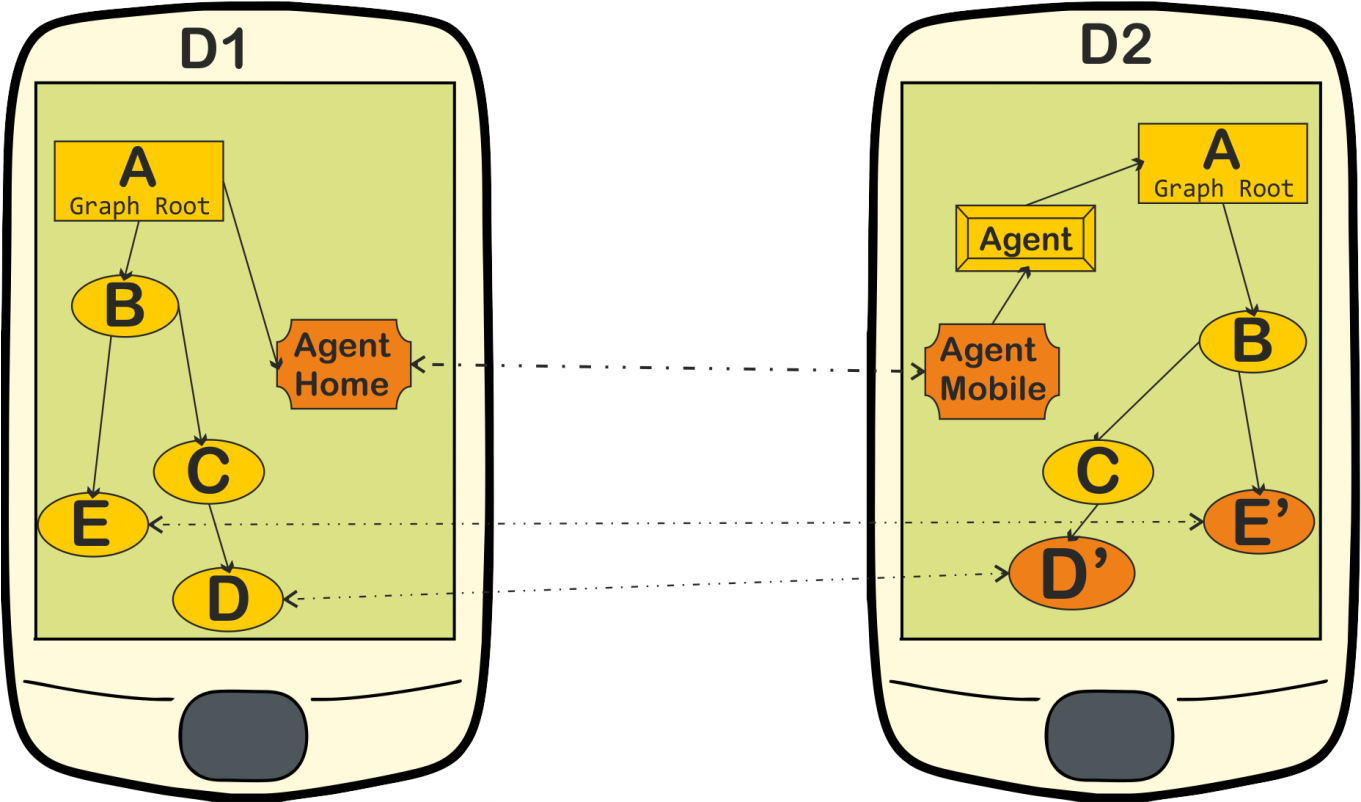 D1
A
Graph Root
B
Agent
Home
C
E
D
D2
A
Graph Root
Agent
B
Agent
Mobile
C
E’
D’